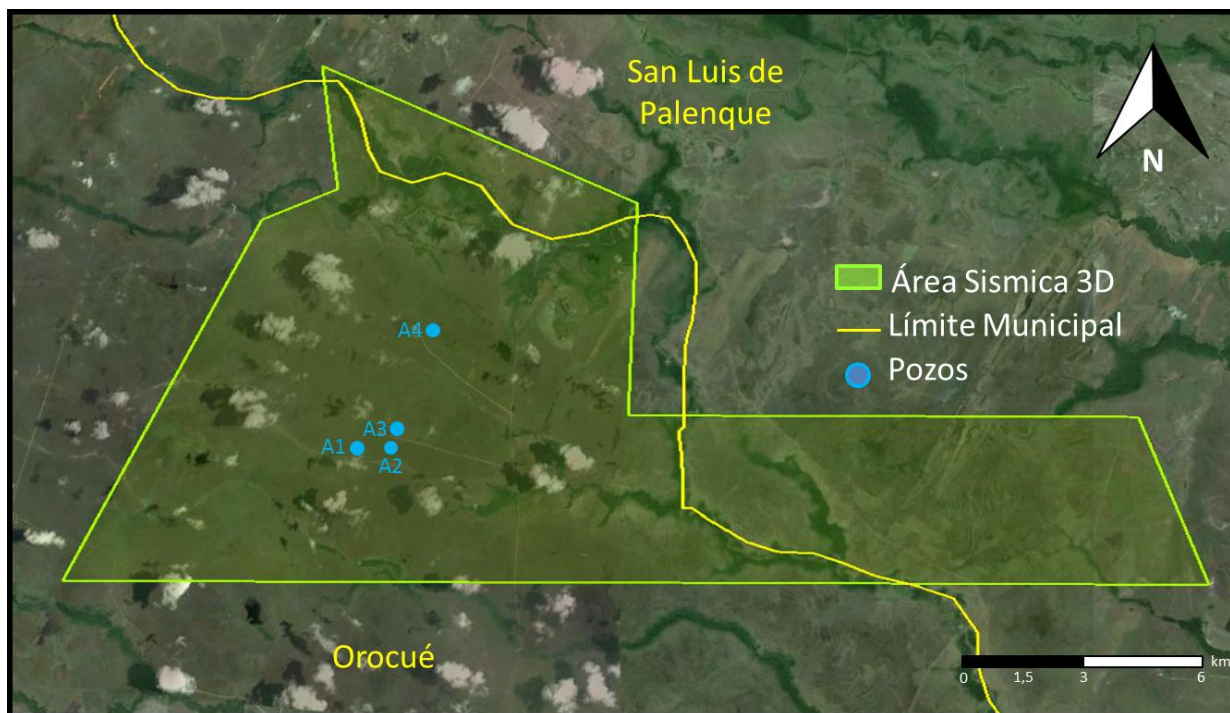 San Luis de
Palenque
N
Área Sismica 3D
Límite Municipal
Pozos
A4
A3
A1
A2
Orocué
km
0 1,5 3 6